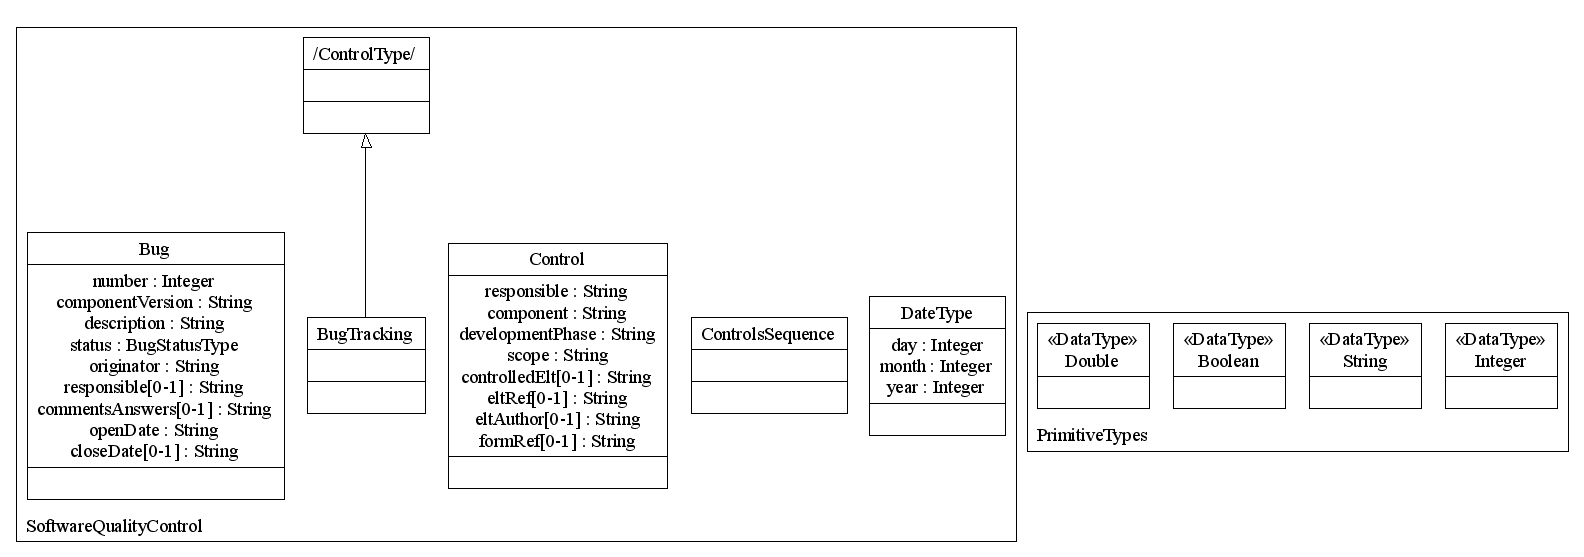 /ControlType/
Bug
number : Integer
componentVersion : String
description : String
status : BugStatusType
originator : String
responsible[0-1] : String
commentsAnswers[0-1] : String
openDate : String
closeDate[0-1] : String
BugTracking
Control
responsible : String
component : String
developmentPhase : String
scope : String
controlledElt[0-1] : String
eltRef[0-1] : String
eltAuthor[0-1] : String
formRef[0-1] : String
ControlsSequence
DateType
day : Integer
month : Integer
year : Integer
SoftwareQualityControl
«DataType»
Double
«DataType»
Boolean
«DataType»
String
«DataType»
Integer
PrimitiveTypes